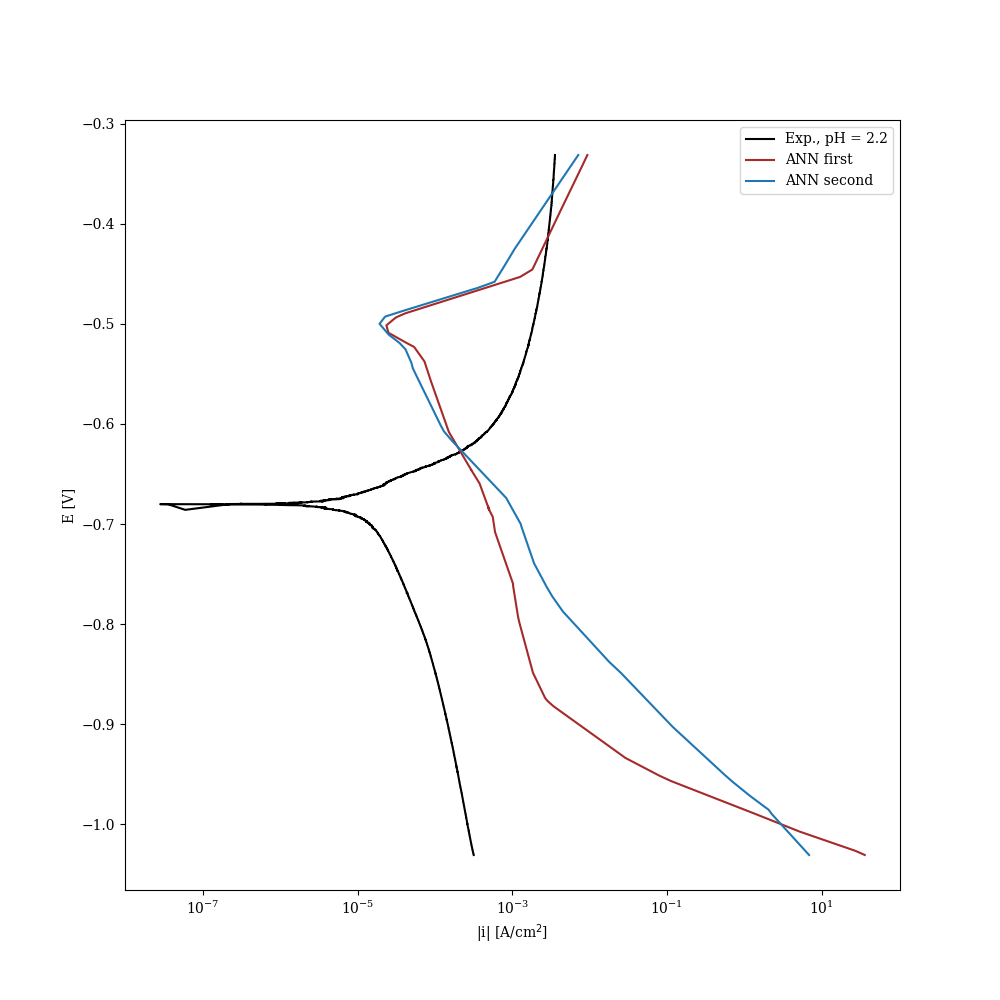 Exp., pH = 2.2
ANN first
ANN second
−0.3
−0.4
−0.5
−0.6
−0.7
−0.8
−0.9
−1.0
E [V]
10⁻⁷
10⁻⁵
10⁻³
10⁻¹
10¹
|i| [A/cm²]